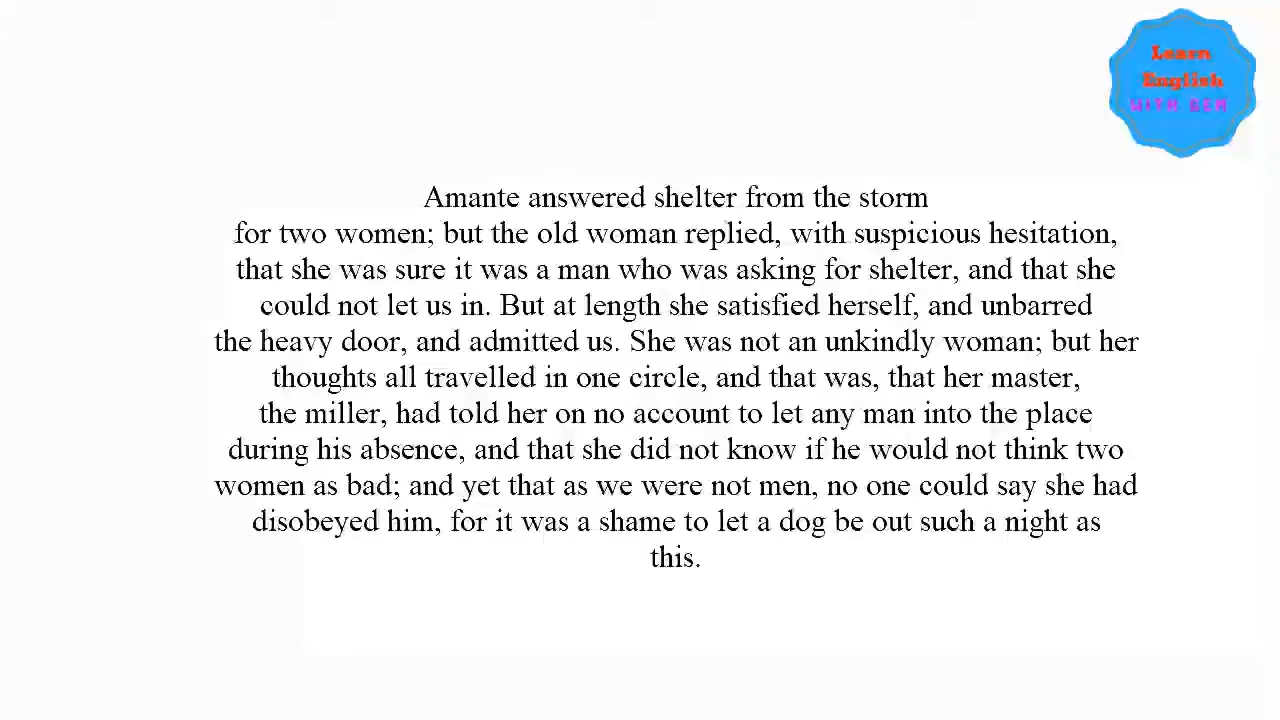 Learn
English
WITH BEN
Amante answered shelter from the storm
for two women; but the old woman replied, with suspicious hesitation,
that she was sure it was a man who was asking for shelter, and that she
could not let us in. But at length she satisfied herself, and unbarred
the heavy door, and admitted us. She was not an unkindly woman; but her
thoughts all travelled in one circle, and that was, that her master,
the miller, had told her on no account to let any man into the place
during his absence, and that she did not know if he would not think two
women as bad; and yet that as we were not men, no one could say she had
disobeyed him, for it was a shame to let a dog be out such a night as
this.